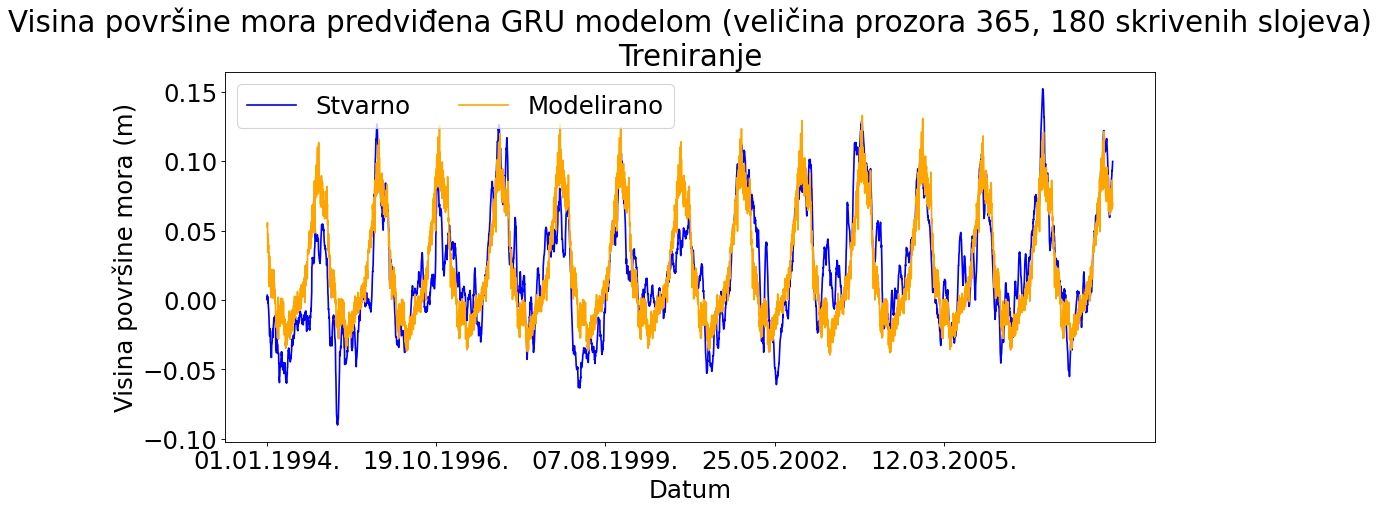 Visina površine mora predviđena GRU modelom (veličina prozora 365, 180 skrivenih slojeva)
Treniranje
Stvarno
Modelirano
Visina površine mora (m)
0.15
0.10
0.05
0.00
−0.05
−0.10
01.01.1994.
19.10.1996.
07.08.1999.
25.05.2002.
12.03.2005.
Datum